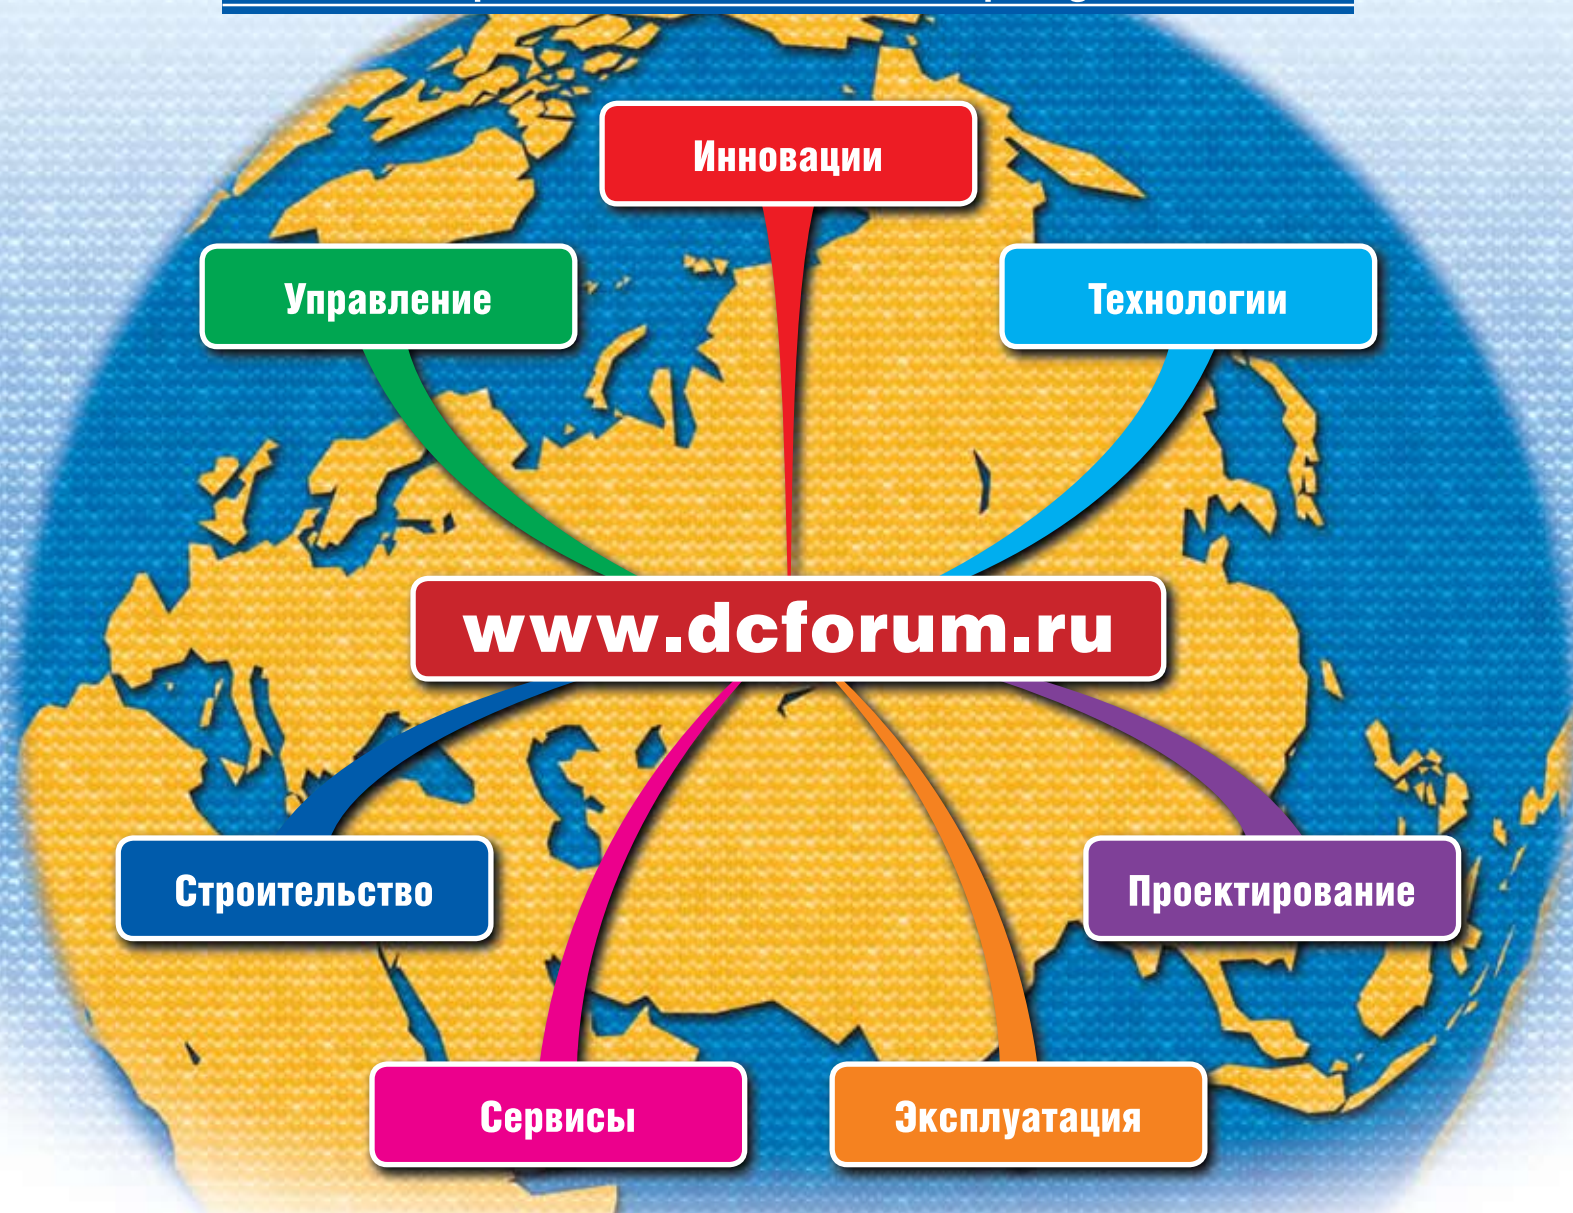 Инновации
Управление
Технологии
www.dcforum.ru
Строительство
Проектирование
Сервисы
Эксплуатация